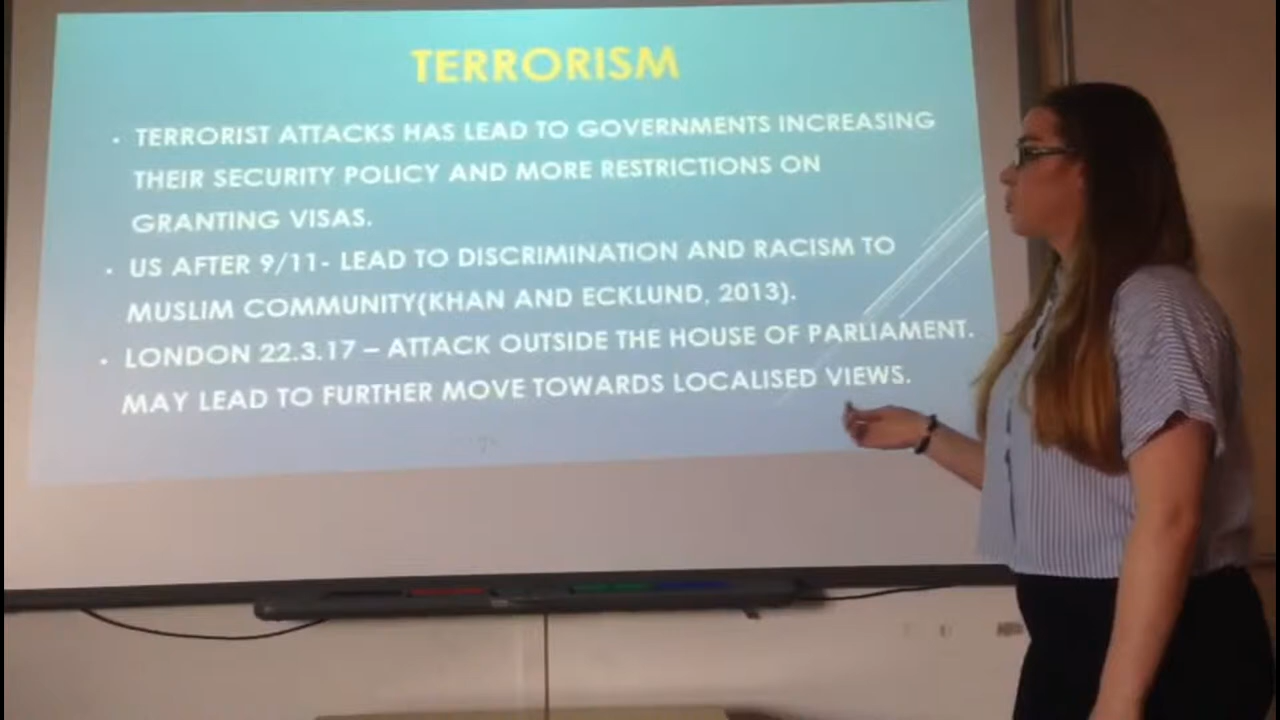 TERRORISM
• TERRORIST ATTACKS HAS LEAD TO GOVERNMENTS INCREASING
THEIR SECURITY POLICY AND MORE RESTRICTIONS ON
GRANTING VISAS.
• US AFTER 9/11- LEAD TO DISCRIMINATION AND RACISM TO
MUSLIM COMMUNITY(KHAN AND ECKLUND, 2013).
• LONDON 22.3.17 – ATTACK OUTSIDE THE HOUSE OF PARLIAMENT.
MAY LEAD TO FURTHER MOVE TOWARDS LOCALISED VIEWS.